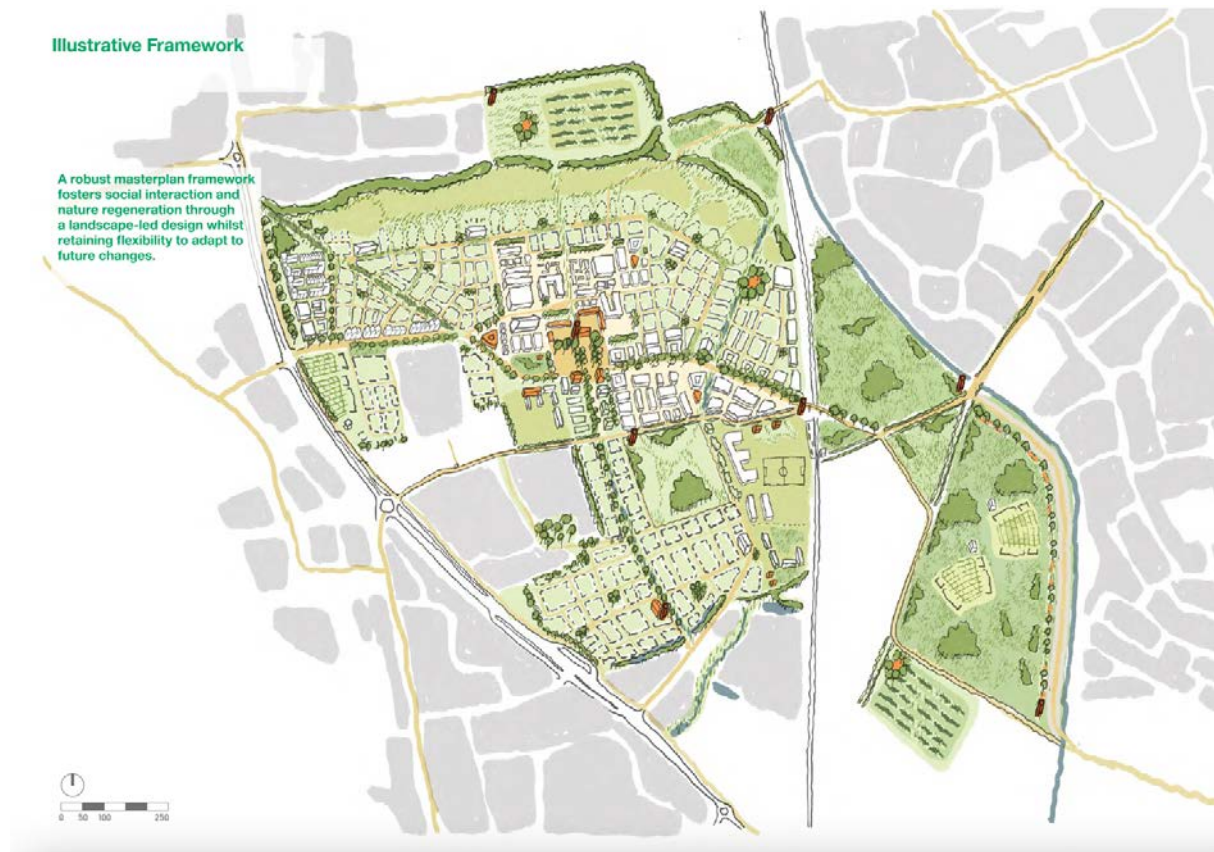 Illustrative Framework
A robust masterplan framework
fosters social interaction and
nature regeneration through
a landscape-led design whilst
retaining flexibility to adapt to
future changes.
0 50 100 250